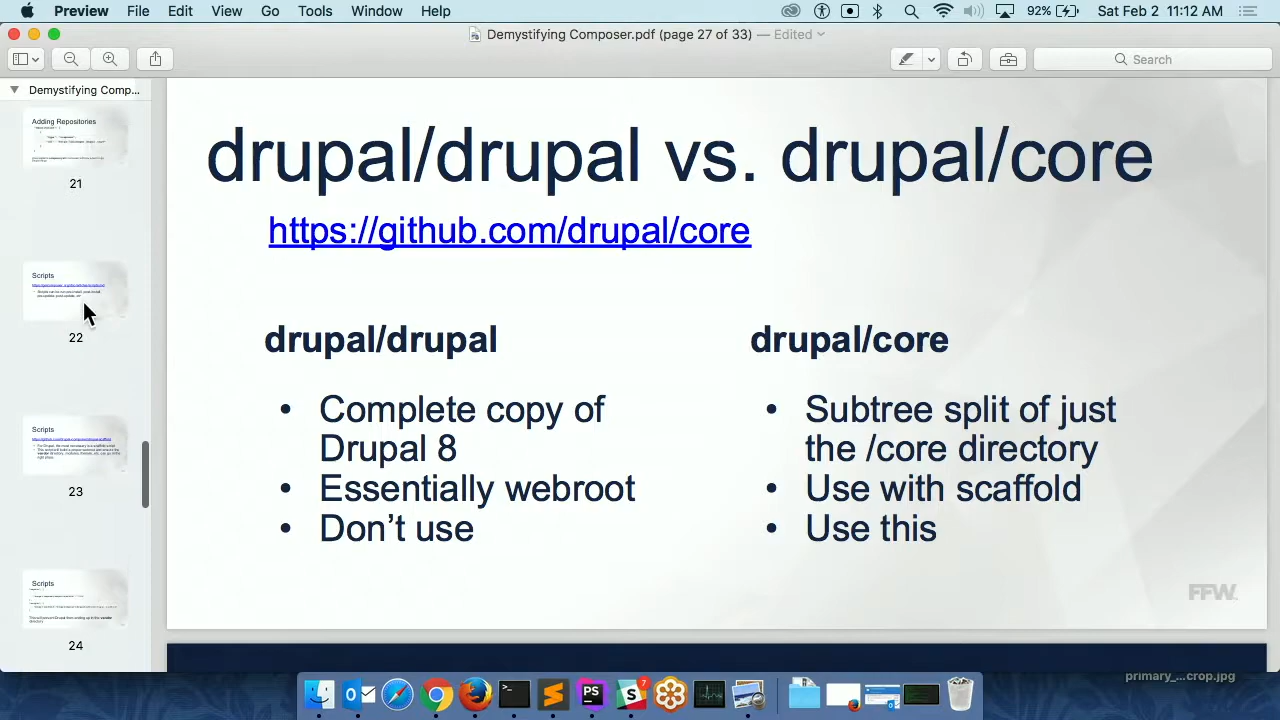 Preview File Edit View Go Tools Window Help
92% Sat Feb 2 11:12 AM
Demystifying Composer.pdf (page 27 of 33) — Edited
Search
Demystifying Comp...
Adding Repositories
21
Scripts
22
Scripts
23
Scripts
24
drupal/drupal vs. drupal/core
https://github.com/drupal/core
drupal/drupal
• Complete copy of
Drupal 8
• Essentially webroot
• Don’t use
drupal/core
• Subtree split of just
the /core directory
• Use with scaffold
• Use this
FFW
PS
7
primary_...crop.jpg